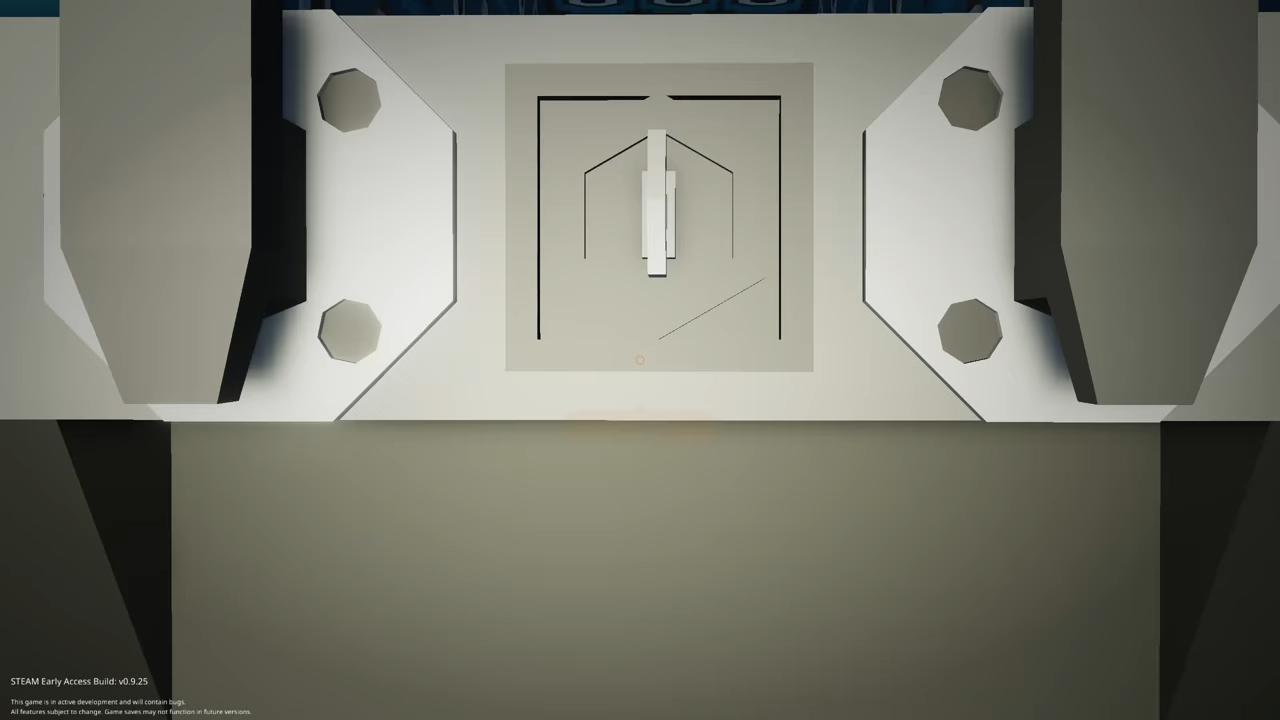 STEAM Early Access Build: v0.9.25
This game is in active development and will contain bugs.
All features subject to change. Game saves may not function in future versions.